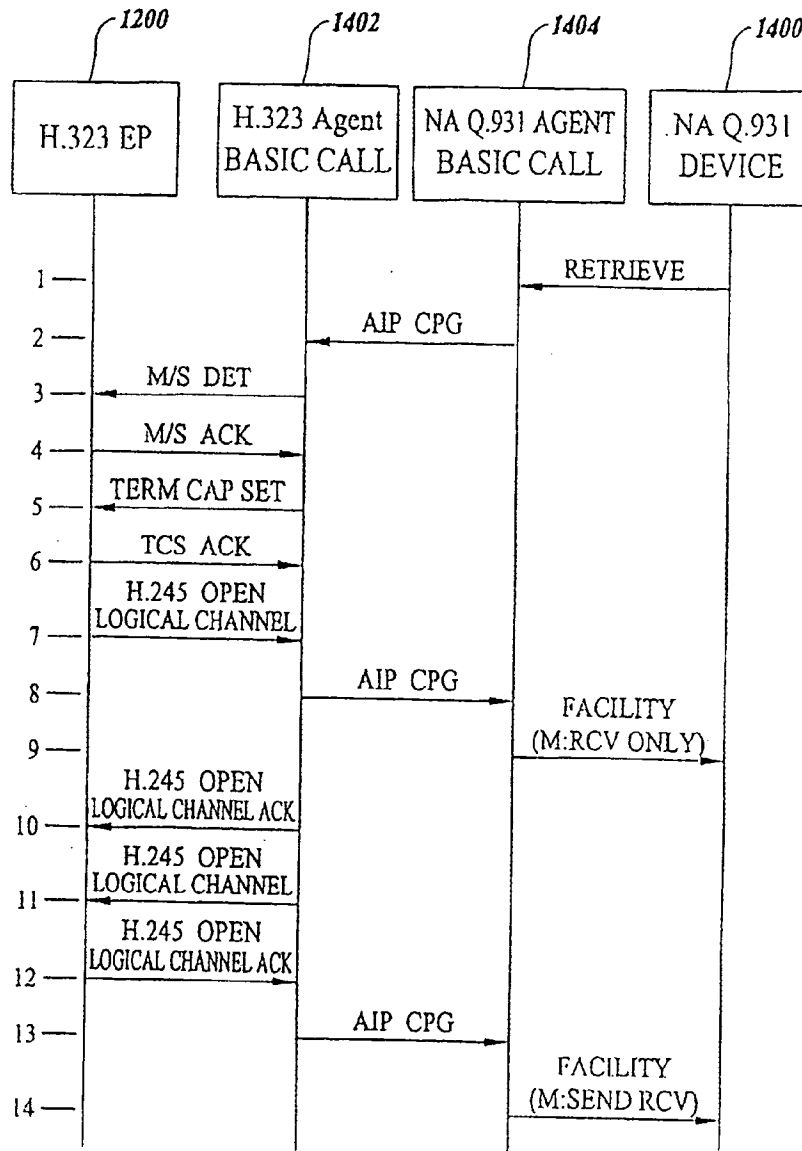 1200
1402
1404
1400
H.323 EP
H.323 Agent
BASIC CALL
NA Q.931 AGENT
BASIC CALL
NA Q.931
DEVICE
1
RETRIEVE
2
AIP CPG
3
M/S DET
4
M/S ACK
5
TERM CAP SET
6
TCS ACK
H.245 OPEN
7
LOGICAL CHANNEL
8
AIP CPG
FACILITY
9
(M:RCV ONLY)
H.245 OPEN
LOGICAL CHANNEL ACK
10
H.245 OPEN
LOGICAL CHANNEL
11
H.245 OPEN
LOGICAL CHANNEL ACK
12
13
AIP CPG
FACILITY
(M:SEND RCV)
14